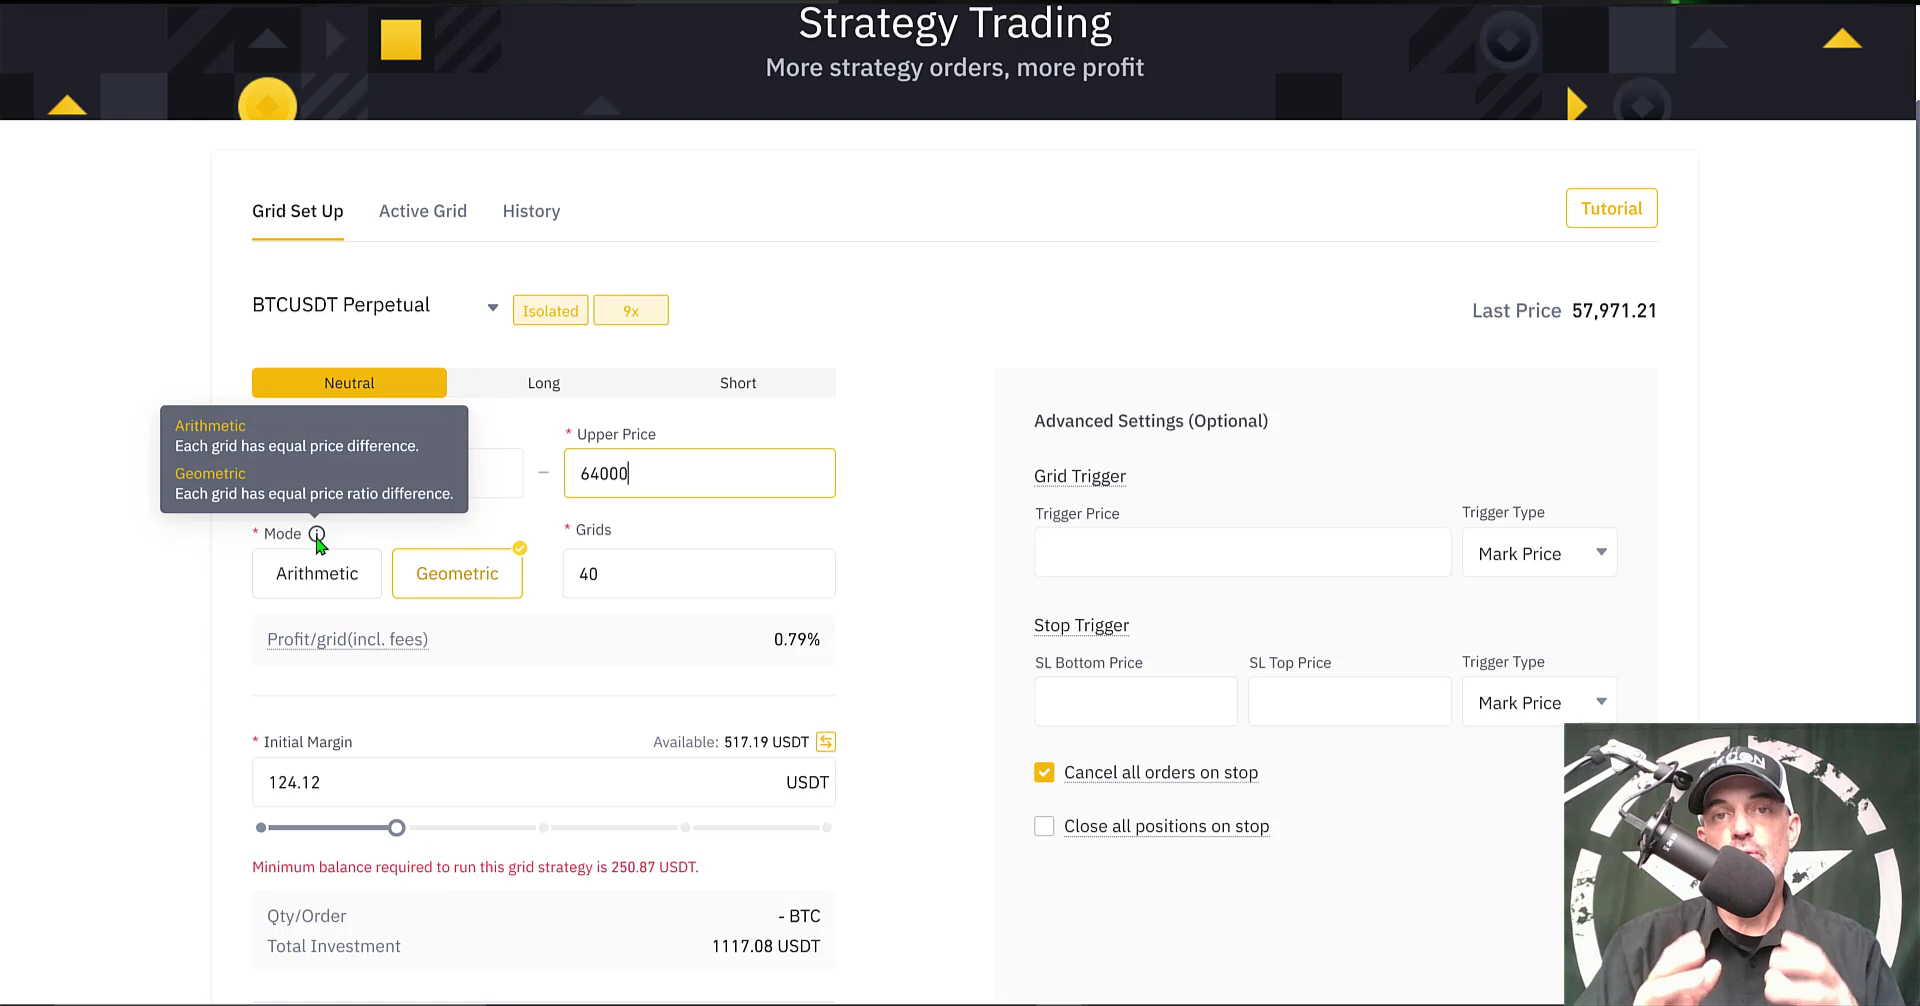 Strategy Trading
More strategy orders, more profit
Grid Set Up Active Grid History Tutorial
BTCUSDT Perpetual Isolated 9x Last Price 57,971.21
Neutral Long Short
Arithmetic
Each grid has equal price difference.
Geometric
Each grid has equal price ratio difference.
* Upper Price
– 64000
* Mode * Grids
Arithmetic Geometric 40
Profit/grid(incl. fees) 0.79%
* Initial Margin Available: 517.19 USDT
124.12 USDT
Minimum balance required to run this grid strategy is 250.87 USDT.
Qty/Order - BTC
Total Investment 1117.08 USDT
Advanced Settings (Optional)
Grid Trigger
Trigger Price Trigger Type
Mark Price
Stop Trigger
SL Bottom Price SL Top Price Trigger Type
Mark Price
Cancel all orders on stop
Close all positions on stop